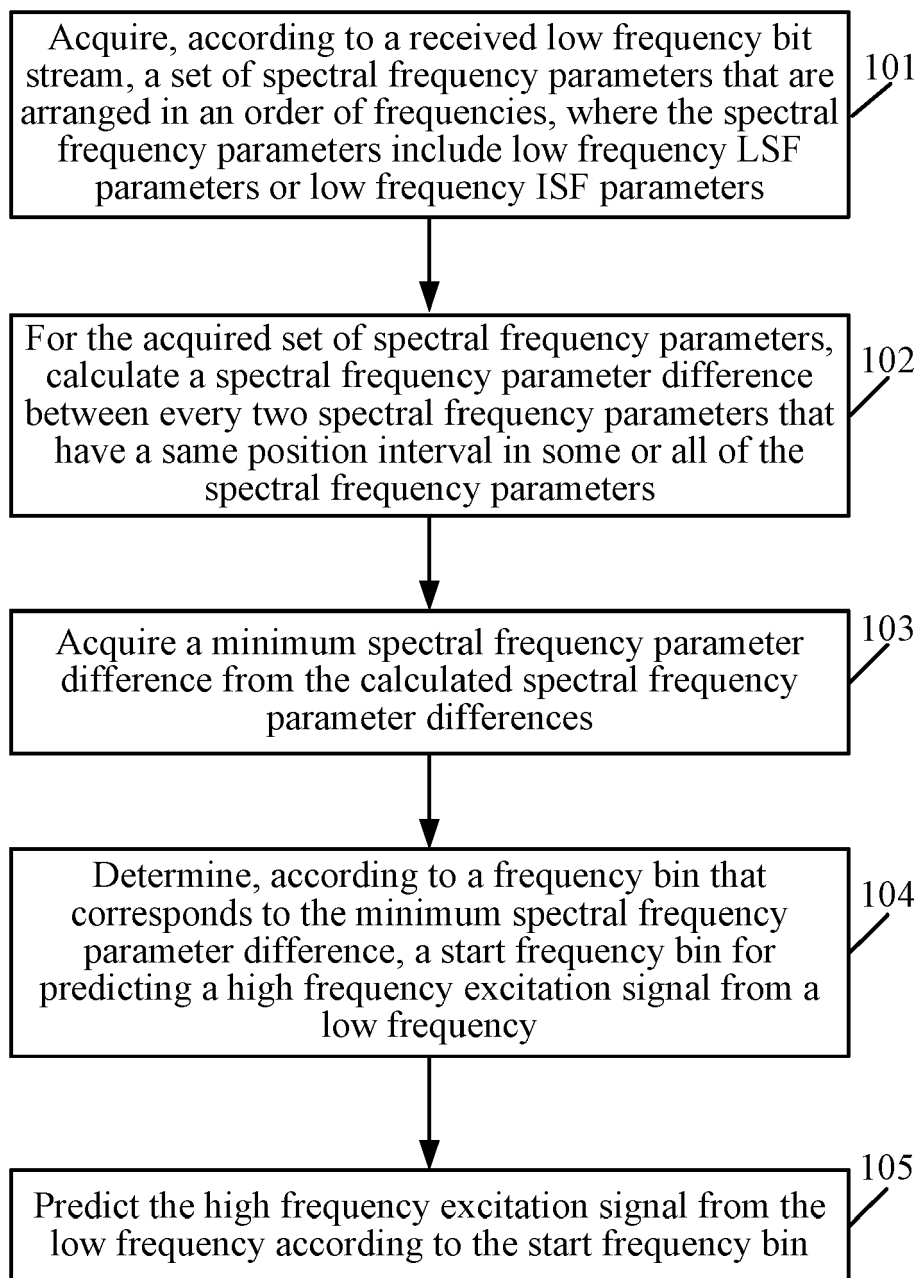 Acquire, according to a received low frequency bit
stream, a set of spectral frequency parameters that are
arranged in an order of frequencies, where the spectral
frequency parameters include low frequency LSF
parameters or low frequency ISF parameters
101
For the acquired set of spectral frequency parameters,
calculate a spectral frequency parameter difference
between every two spectral frequency parameters that
have a same position interval in some or all of the
spectral frequency parameters
102
Acquire a minimum spectral frequency parameter
difference from the calculated spectral frequency
parameter differences
103
Determine, according to a frequency bin that
corresponds to the minimum spectral frequency
parameter difference, a start frequency bin for
predicting a high frequency excitation signal from a
low frequency
104
Predict the high frequency excitation signal from the
low frequency according to the start frequency bin
105